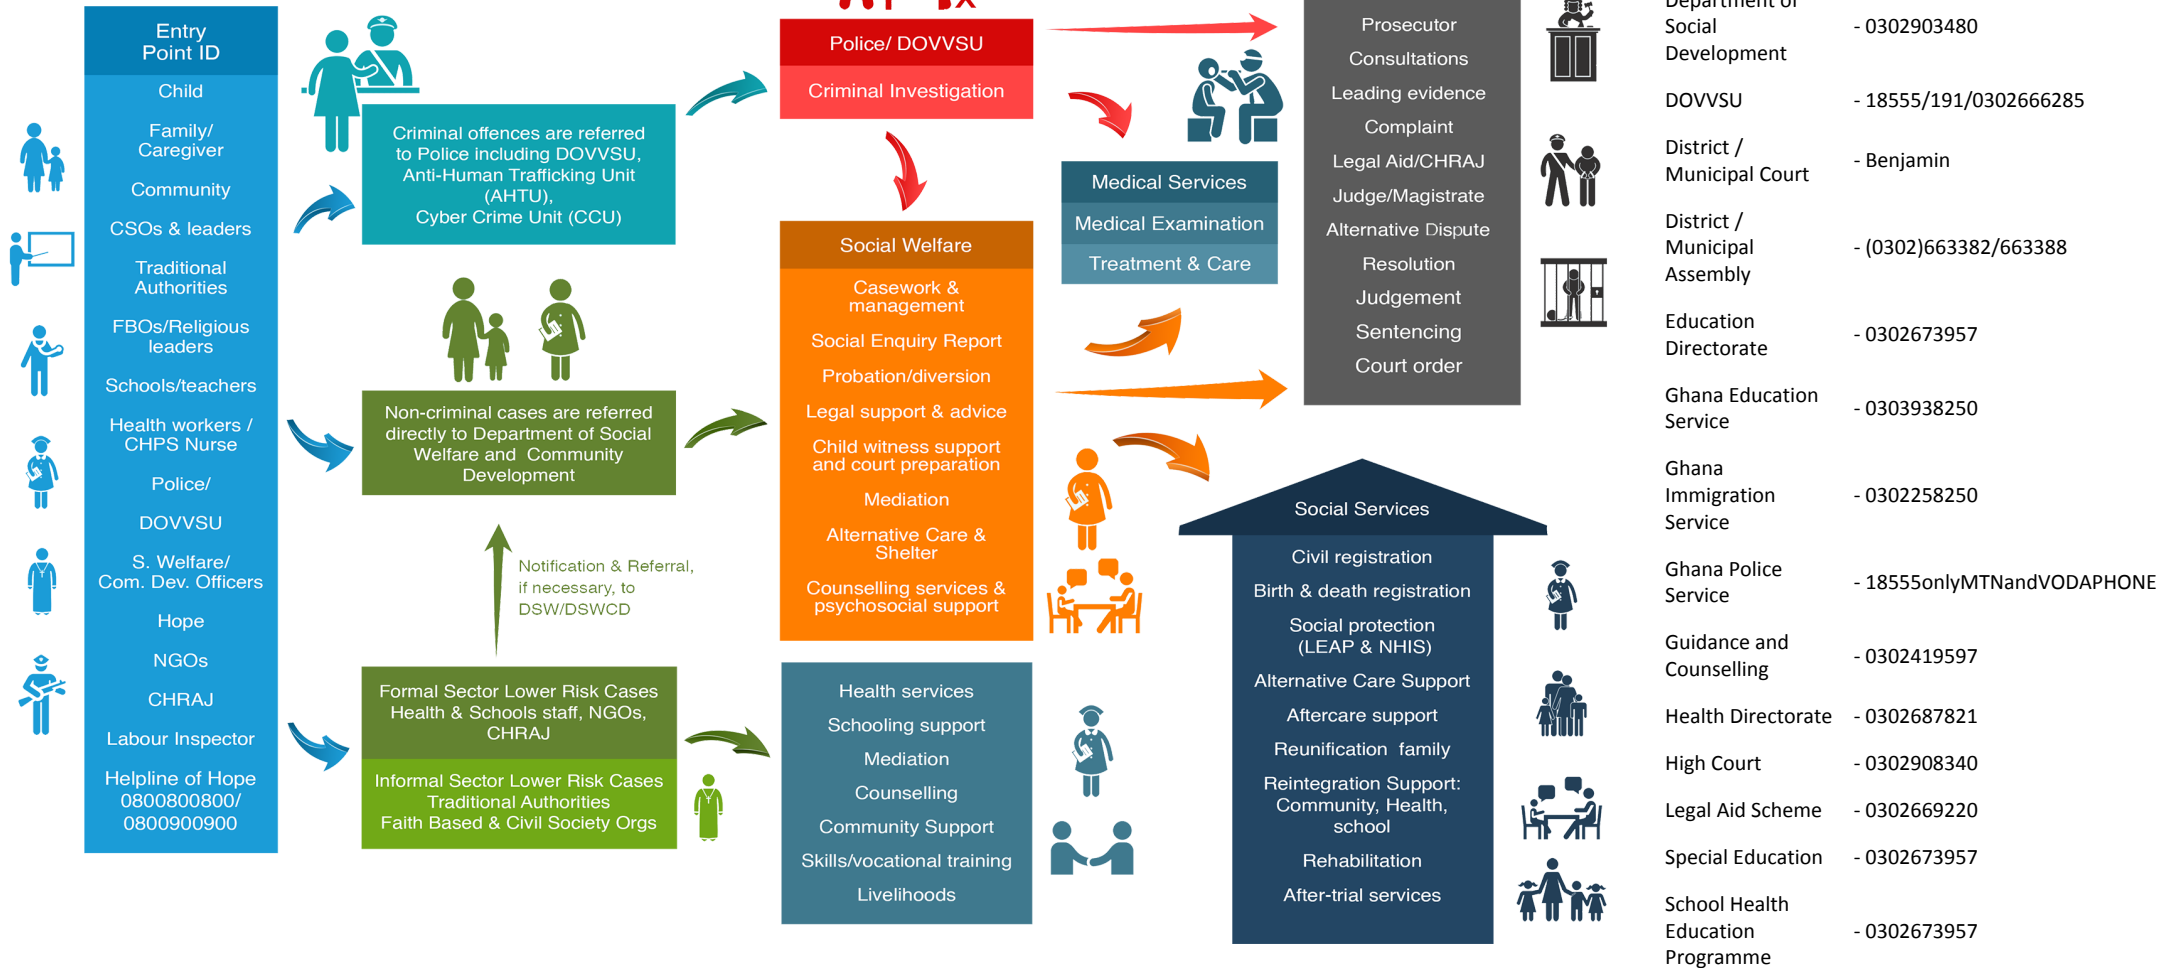 Entry
Point ID
Child
Family/
Caregiver
Community
CSOs & leaders
Traditional
Authorities
FBOs/Religious
leaders
Schools/teachers
Health workers /
CHPS Nurse
Police/
DOVVSU
S. Welfare/
Com. Dev. Officers
Hope
NGOs
CHRAJ
Labour Inspector
Helpline of Hope
0800800800/
0800900900
Criminal offences are referred
to Police including DOVVSU,
Anti-Human Trafficking Unit
(AHTU),
Cyber Crime Unit (CCU)
Non-criminal cases are referred
directly to Department of Social
Welfare and Community
Development
Notification & Referral,
if necessary, to
DSW/DSWCD
Formal Sector Lower Risk Cases
Health & Schools staff, NGOs,
CHRAJ
Informal Sector Lower Risk Cases
Traditional Authorities
Faith Based & Civil Society Orgs
Police/ DOVVSU
Criminal Investigation
Social Welfare
Casework &
management
Social Enquiry Report
Probation/diversion
Legal support & advice
Child witness support
and court preparation
Mediation
Alternative Care &
Shelter
Counselling services &
psychosocial support
Health services
Schooling support
Mediation
Counselling
Community Support
Skills/vocational training
Livelihoods
Medical Services
Medical Examination
Treatment & Care
Prosecutor
Consultations
Leading evidence
Complaint
Legal Aid/CHRAJ
Judge/Magistrate
Alternative Dispute
Resolution
Judgement
Sentencing
Court order
Social Services
Civil registration
Birth & death registration
Social protection
(LEAP & NHIS)
Alternative Care Support
Aftercare support
Reunification family
Reintegration Support:
Community, Health,
school
Rehabilitation
After-trial services
Department of
Social - 0302903480
Development
DOVVSU - 18555/191/0302666285
District /
Municipal Court - Benjamin
District /
Municipal - (0302)663382/663388
Assembly
Education - 0302673957
Directorate
Ghana Education - 0303938250
Service
Ghana
Immigration - 0302258250
Service
Ghana Police - 18555onlyMTNandVODAPHONE
Service
Guidance and - 0302419597
Counselling
Health Directorate - 0302687821
High Court - 0302908340
Legal Aid Scheme - 0302669220
Special Education - 0302673957
School Health
Education - 0302673957
Programme